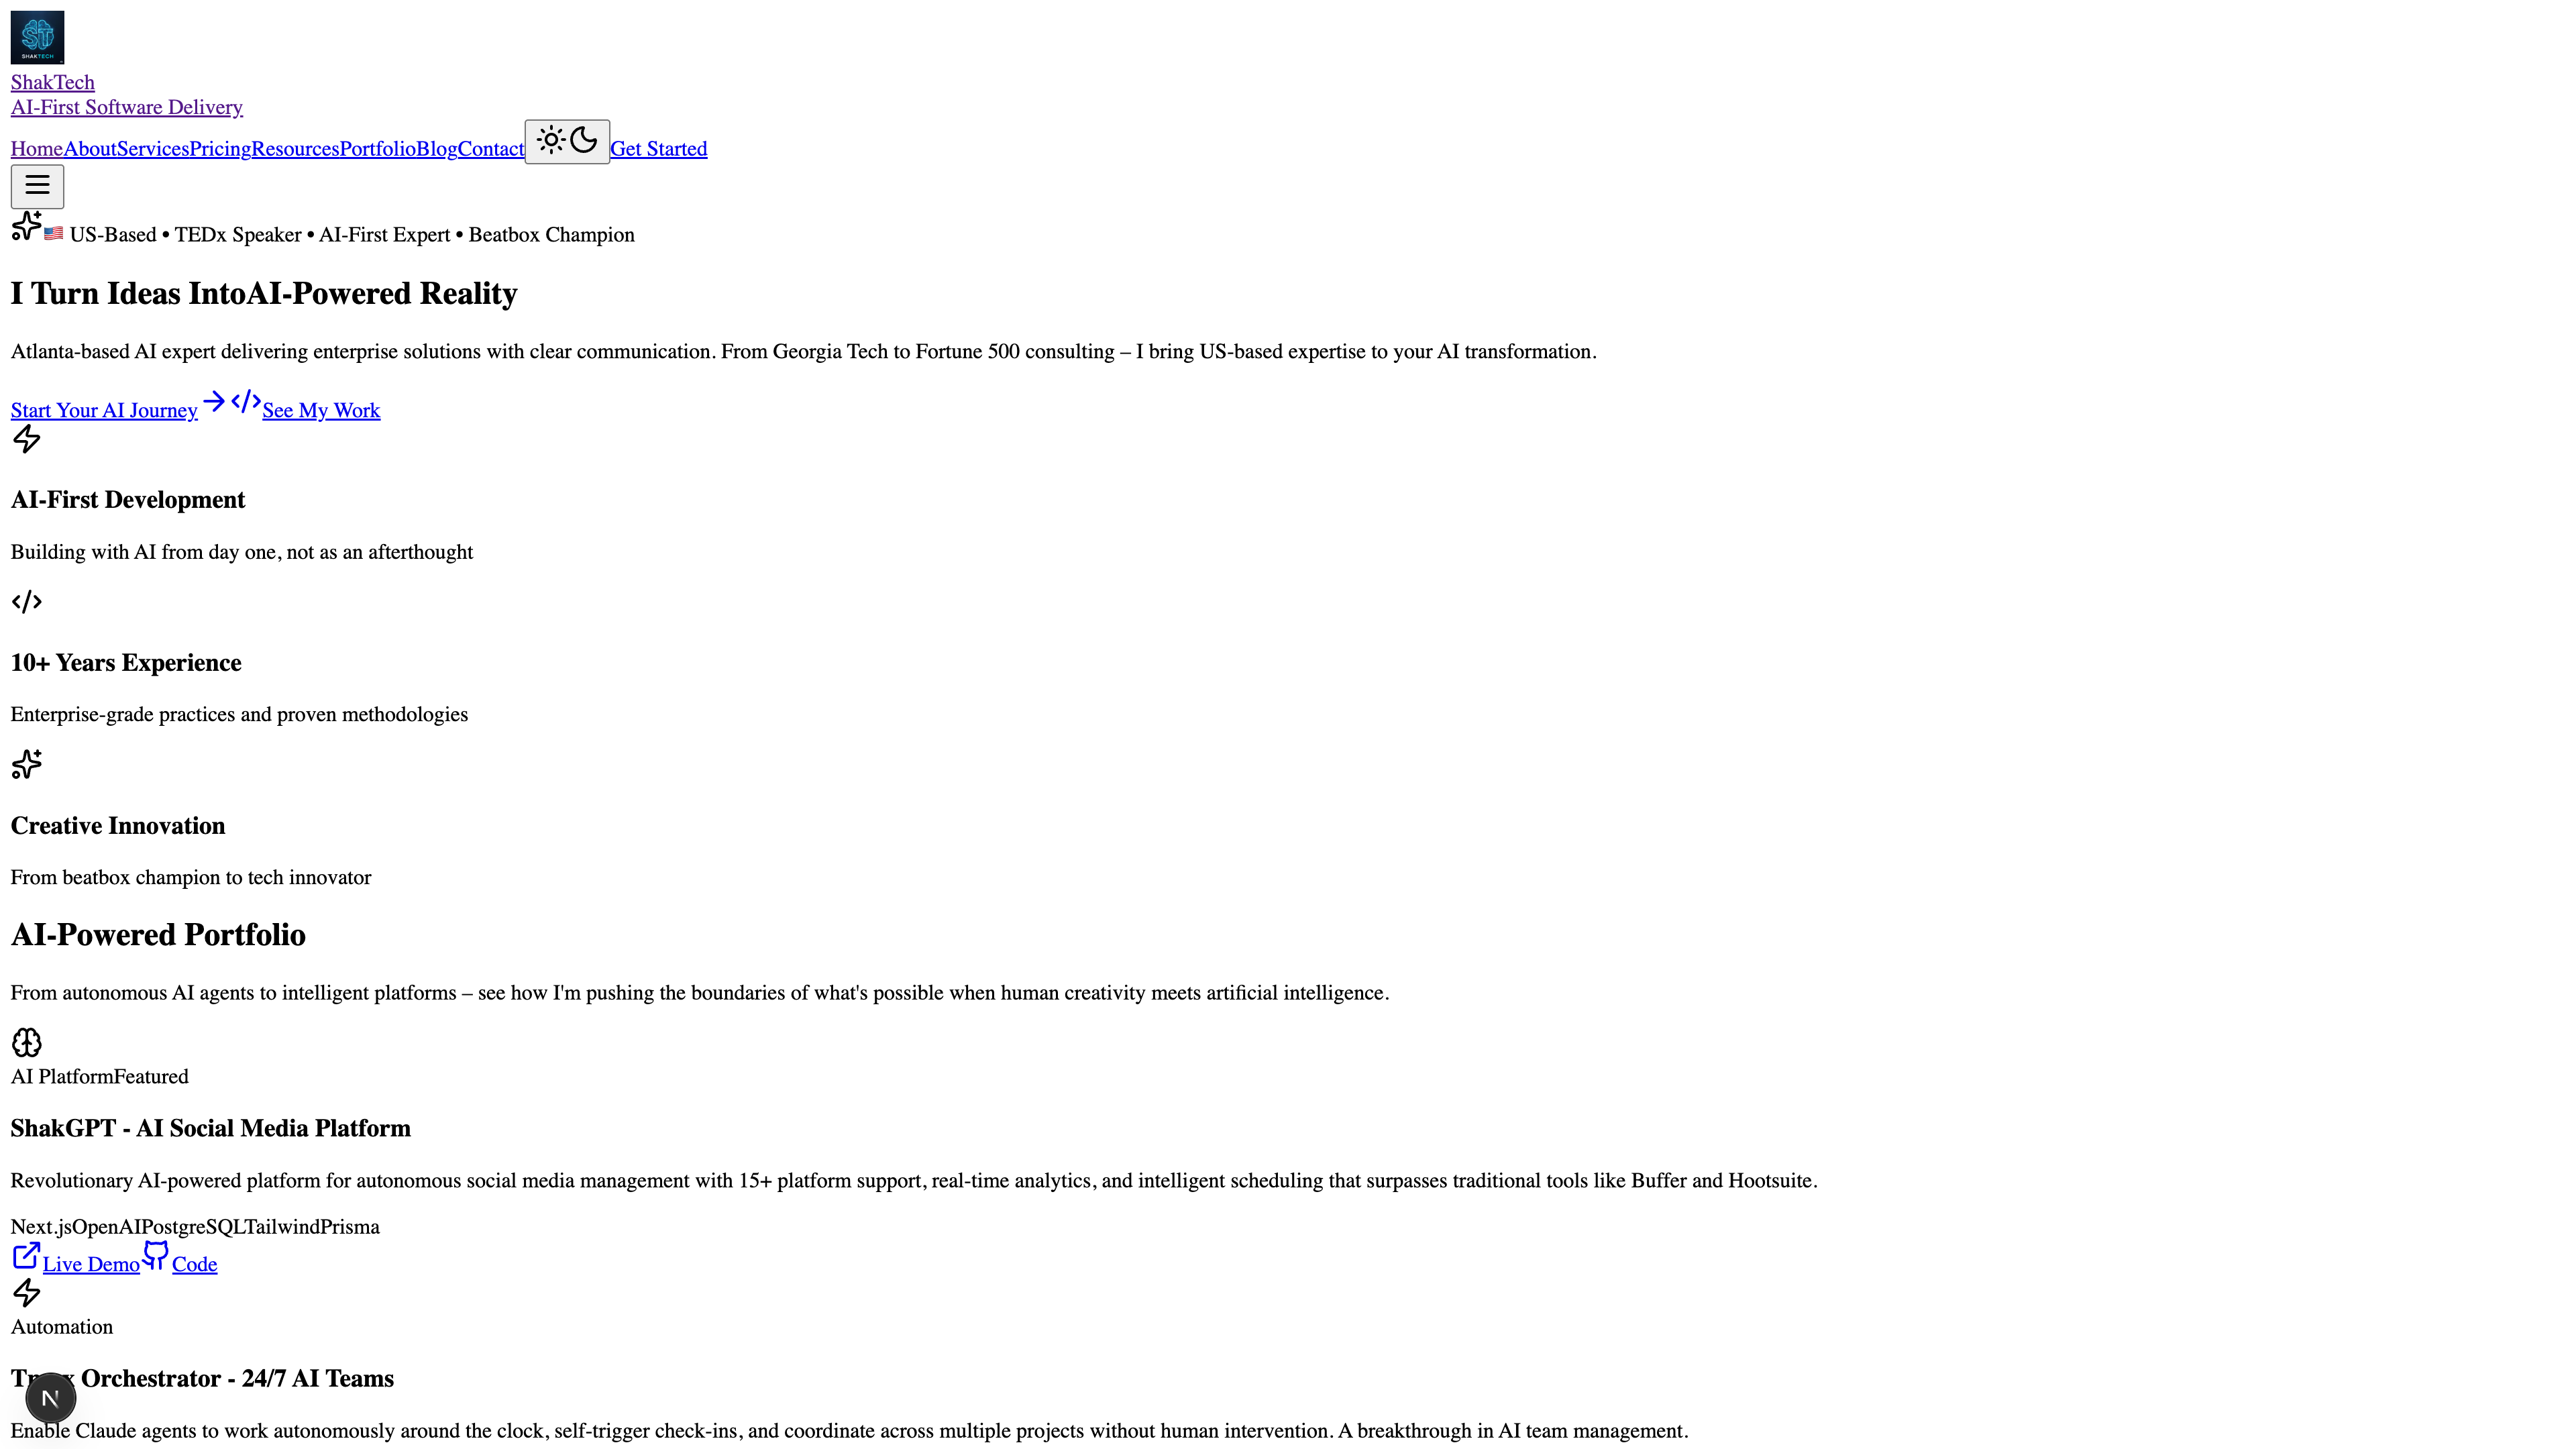 ST
SHAKTECH
ShakTech
AI-First Software Delivery
HomeAboutServicesPricingResourcesPortfolioBlogContact Get Started
🇺🇸 US-Based • TEDx Speaker • AI-First Expert • Beatbox Champion
I Turn Ideas IntoAI-Powered Reality
Atlanta-based AI expert delivering enterprise solutions with clear communication. From Georgia Tech to Fortune 500 consulting – I bring US-based expertise to your AI transformation.
Start Your AI Journey See My Work
AI-First Development
Building with AI from day one, not as an afterthought
10+ Years Experience
Enterprise-grade practices and proven methodologies
Creative Innovation
From beatbox champion to tech innovator
AI-Powered Portfolio
From autonomous AI agents to intelligent platforms – see how I'm pushing the boundaries of what's possible when human creativity meets artificial intelligence.
AI PlatformFeatured
ShakGPT - AI Social Media Platform
Revolutionary AI-powered platform for autonomous social media management with 15+ platform support, real-time analytics, and intelligent scheduling that surpasses traditional tools like Buffer and Hootsuite.
Next.jsOpenAIPostgreSQLTailwindPrisma
Live Demo Code
Automation
Orchestrator - 24/7 AI Teams
N
Enable Claude agents to work autonomously around the clock, self-trigger check-ins, and coordinate across multiple projects without human intervention. A breakthrough in AI team management.